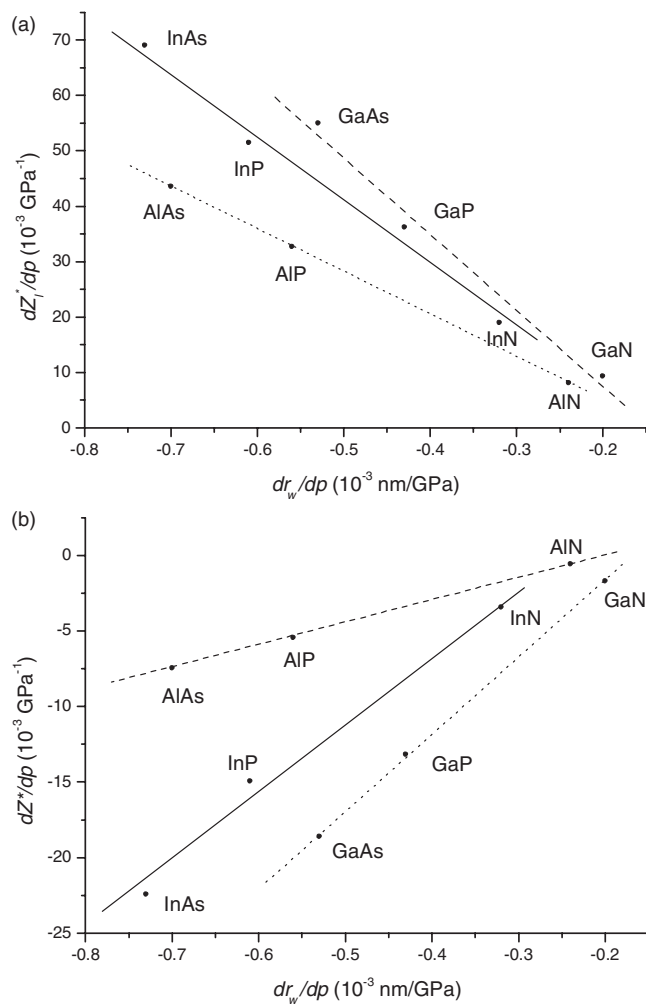 (a)
70
60
50
40
30
20
10
0
dZ_i^*/dp (10^-3 GPa^-1)
InAs
GaAs
InP
AlAs
GaP
AlP
InN
GaN
AlN
-0.8 -0.7 -0.6 -0.5 -0.4 -0.3 -0.2
dr_w/dp (10^-3 nm/GPa)
(b)
0
-5
-10
-15
-20
-25
dZ*/dp (10^-3 GPa^-1)
AlN
GaN
InN
AlP
AlAs
InP
GaP
GaAs
InAs
-0.8 -0.7 -0.6 -0.5 -0.4 -0.3 -0.2
dr_w/dp (10^-3 nm/GPa)